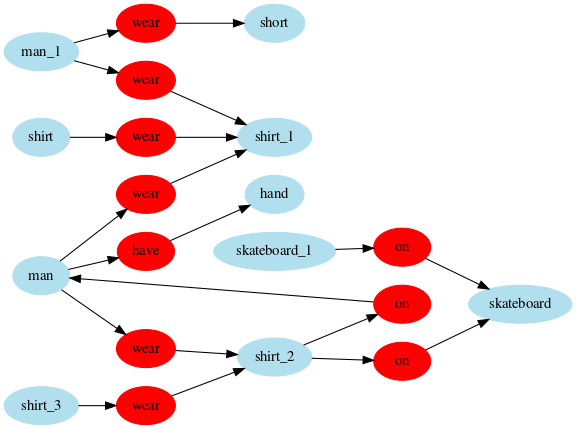 wear
short
man_1
wear
shirt
wear
shirt_1
wear
hand
have
skateboard_1
on
man
on
skateboard
wear
shirt_2
on
shirt_3
wear